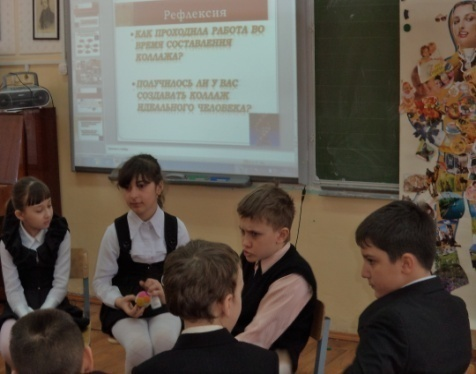 Рефлексия
•КАК ПРОХОДИЛА РАБОТА ВО
ВРЕМЯ СОСТАВЛЕНИЯ
КОЛЛАЖА?
•ПОЛУЧИЛОСЬ ЛИ У ВАС
СОЗДАВАТЬ КОЛЛАЖ
ИДЕАЛЬНОГО ЧЕЛОВЕКА?